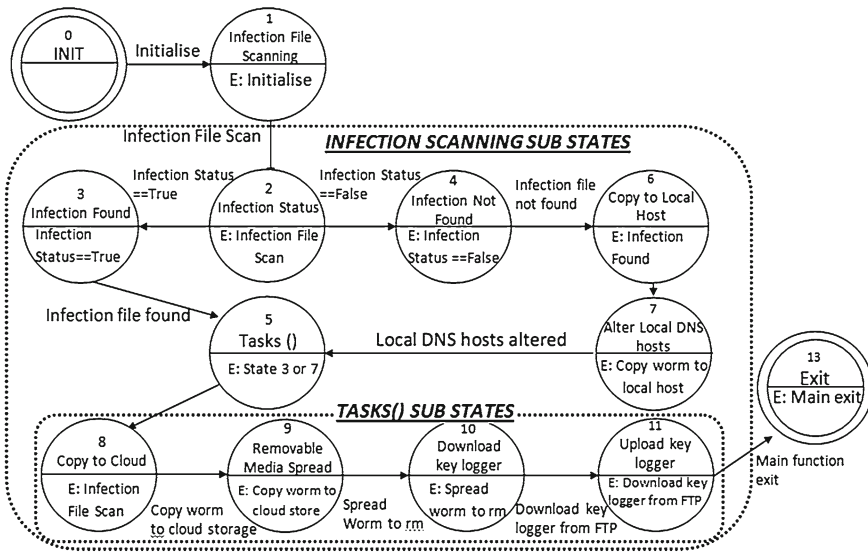 0
INIT
Initialise
1
Infection File
Scanning
E: Initialise
Infection File Scan
INFECTION SCANNING SUB STATES
3
Infection Found
Infection
Status==True
Infection Status
==True
2
Infection Status
E: Infection File
Scan
Infection Status
==False
4
Infection Not
Found
E: Infection
Status ==False
Infection file
not found
6
Copy to Local
Host
E: Infection
Found
Infection file found
5
Tasks ()
E: State 3 or 7
Local DNS hosts altered
7
Alter Local DNS
hosts
E: Copy worm to
local host
13
Exit
E: Main exit
TASKS() SUB STATES
8
Copy to Cloud
E: Infection
File Scan
Copy worm
to cloud storage
9
Removable
Media Spread
E: Copy worm to
cloud store
Spread
Worm to rm
10
Download
key logger
E: Spread
worm to rm
Download key
logger from FTP
11
Upload key
logger
E: Download key
logger from FTP
Main function
exit